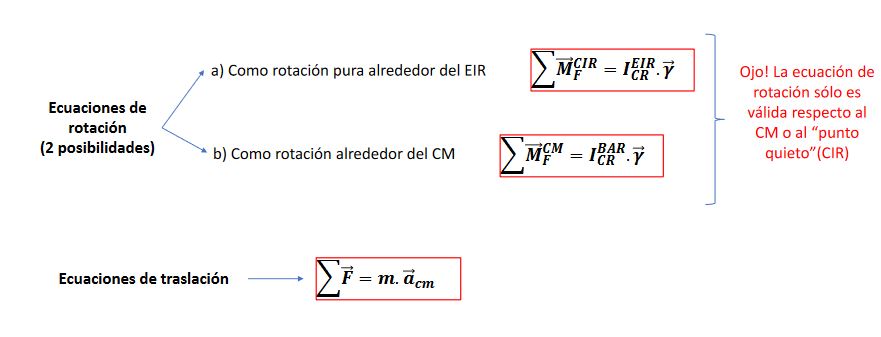 a) Como rotación pura alrededor del EIR
∑ M⃗_F^CIR = I_CR^EIR . γ⃗
Ecuaciones de
rotación
(2 posibilidades)
b) Como rotación alrededor del CM
∑ M⃗_F^CM = I_CR^BAR . γ⃗
Ojo! La ecuación de
rotación sólo es
válida respecto al
CM o al “punto
quieto”(CIR)
Ecuaciones de traslación
∑ F⃗ = m. a⃗_cm